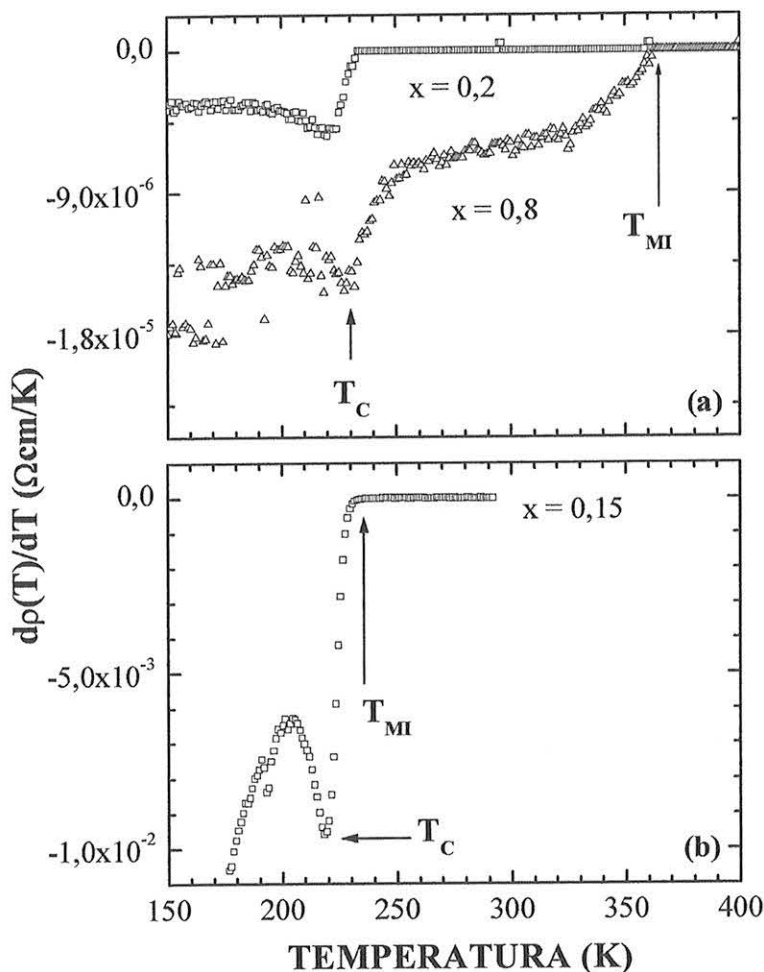 0,0
x = 0,2
-9,0x10⁻⁶
x = 0,8
T_MI
-1,8x10⁻⁵
T_C
(a)
dρ(T)/dT (Ωcm/K)
0,0
x = 0,15
-5,0x10⁻³
T_MI
T_C
-1,0x10⁻²
(b)
150 200 250 300 350 400
TEMPERATURA (K)